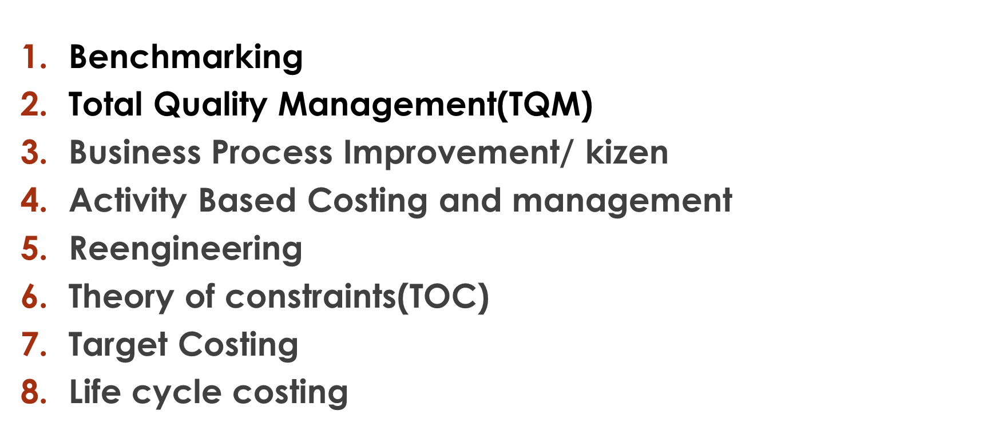 1. Benchmarking
2. Total Quality Management(TQM)
3. Business Process Improvement/ kizen
4. Activity Based Costing and management
5. Reengineering
6. Theory of constraints(TOC)
7. Target Costing
8. Life cycle costing